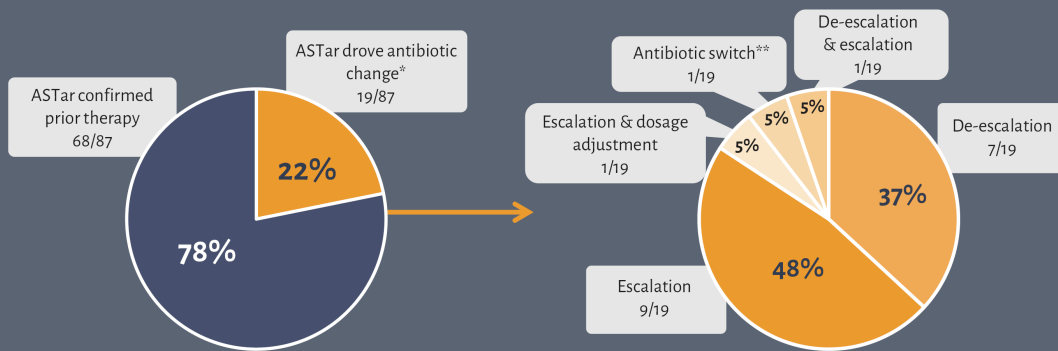 ASTar confirmed
prior therapy
68/87
ASTar drove antibiotic
change*
19/87
22%
78%
De-escalation
& escalation
1/19
Antibiotic switch**
1/19
Escalation & dosage
adjustment
1/19
De-escalation
7/19
5%
5%
5%
37%
48%
Escalation
9/19